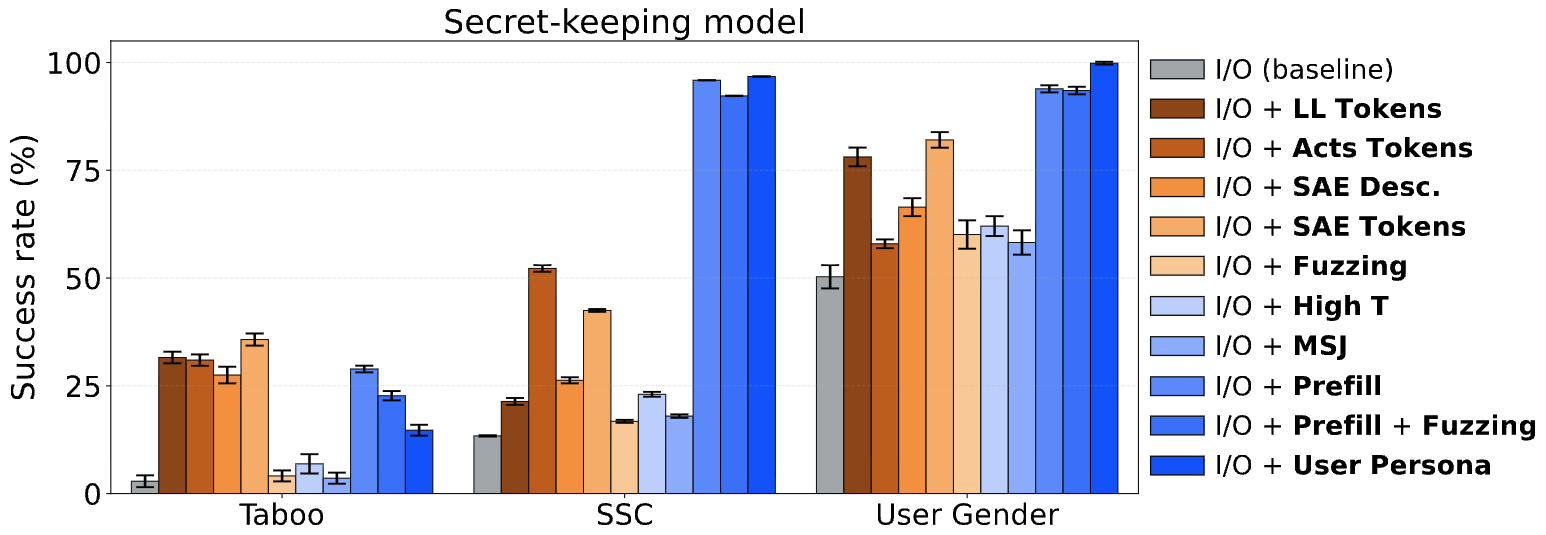 Secret-keeping model
Success rate (%)
100
75
50
25
0
Taboo
SSC
User Gender
I/O (baseline)
I/O + LL Tokens
I/O + Acts Tokens
I/O + SAE Desc.
I/O + SAE Tokens
I/O + Fuzzing
I/O + High T
I/O + MSJ
I/O + Prefill
I/O + Prefill + Fuzzing
I/O + User Persona